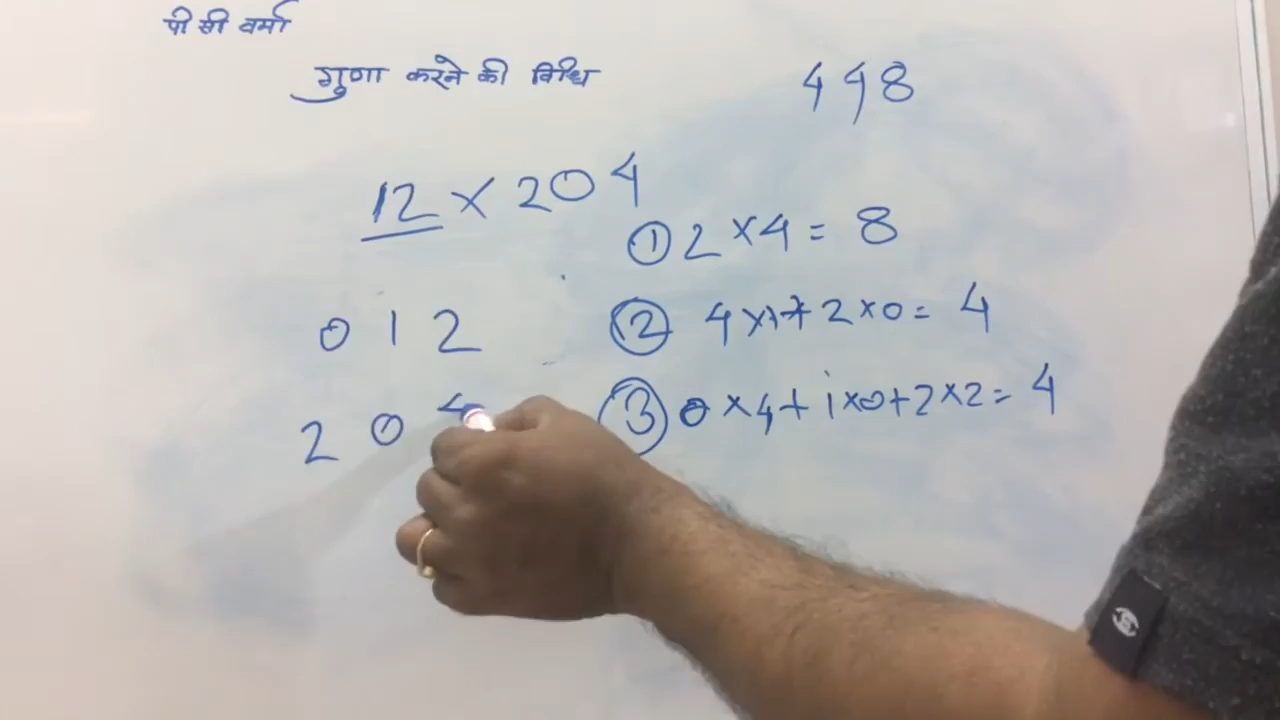 पी सी वर्मा
गुणा करने की विधि
448
12 × 204
① 2 × 4 = 8
0 1 2
② 4 × 1 + 2 × 0 = 4
2 0 4
③ 0 × 4 + 1 × 0 + 2 × 2 = 4